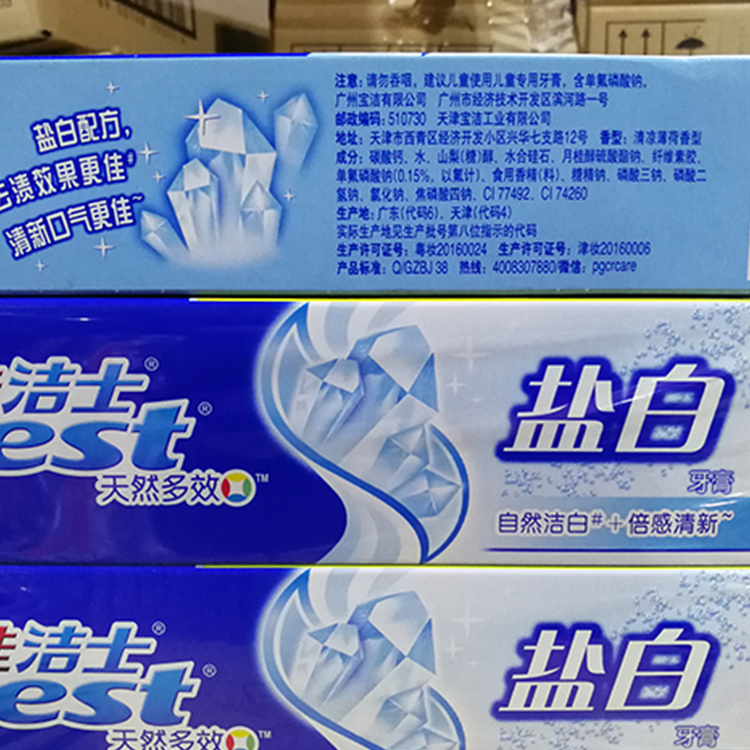 盐白配方,
去渍效果更佳#
清新口气更佳~
注意: 请勿吞咽。建议儿童使用儿童专用牙膏。含单氟磷酸钠。
广州宝洁有限公司 广州市经济技术开发区滨河路一号
邮政编码: 510730 天津宝洁工业有限公司
地址: 天津市西青区经济开发小区兴华七支路12号 香型: 清凉薄荷香型
成分: 碳酸钙、水、山梨(糖)醇、水合硅石、月桂醇硫酸酯钠、纤维素胶、
单氟磷酸钠(0.15%, 以氟计)、食用香精(料)、糖精钠、磷酸三钠、磷酸二
氢钠、氯化钠、焦磷酸四钠、CI 77492、CI 74260
生产地: 广东(代码6)、天津(代码4)
实际生产地见生产批号第八位指示的代码
生产许可证号: 粤妆20160024 生产许可证号: 津妆20160006
产品标准: Q/GZBJ 38 热线: 4008307880/微信: pgcrcare
洁士®
est®
天然多效™
盐白
牙膏
自然洁白#+倍感清新~
佳洁士®
est®
天然多效™
盐白
牙膏